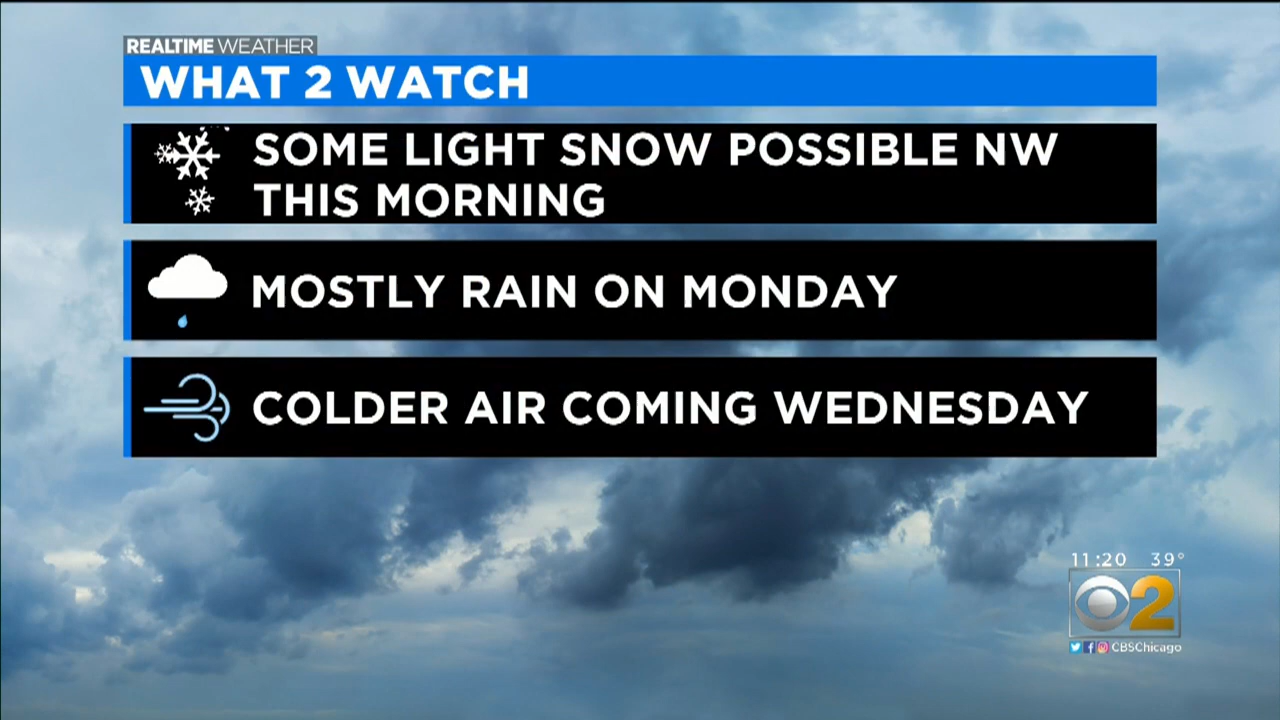 REALTIME WEATHER
WHAT 2 WATCH
SOME LIGHT SNOW POSSIBLE NW
THIS MORNING
MOSTLY RAIN ON MONDAY
COLDER AIR COMING WEDNESDAY
11:20 39°
2
CBSChicago